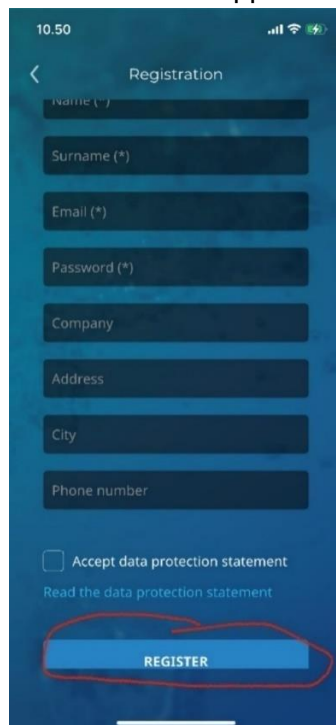 10.50
Registration
Name (*)
Surname (*)
Email (*)
Password (*)
Company
Address
City
Phone number
Accept data protection statement
Read the data protection statement
REGISTER